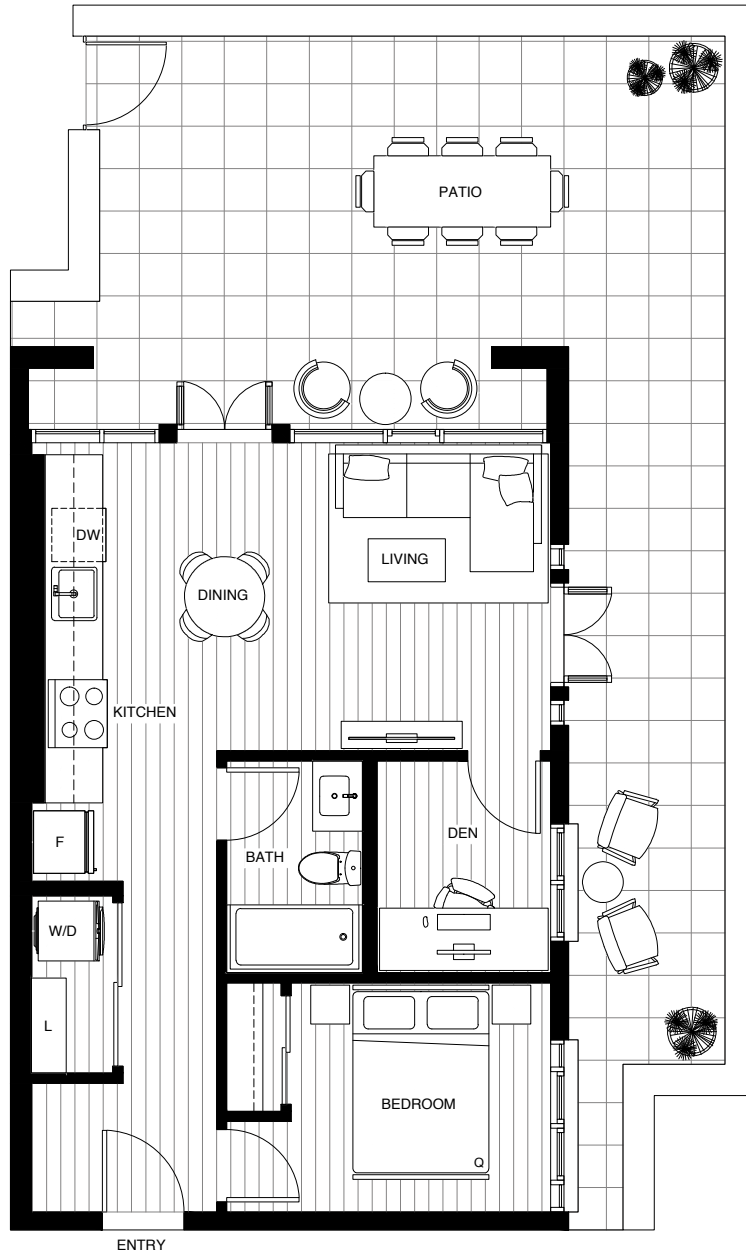 PATIO
DW
LIVING
DINING
KITCHEN
F
DEN
BATH
W/D
L
BEDROOM
Q
ENTRY